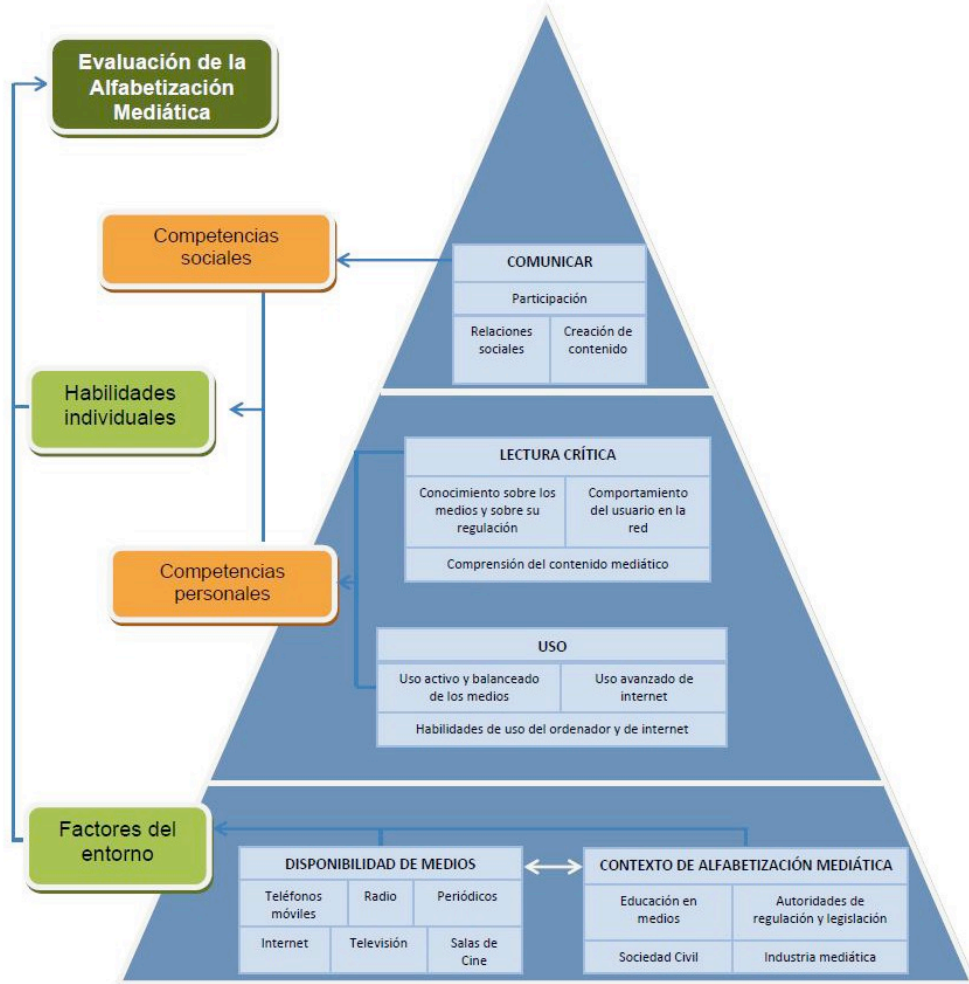 Evaluación de la
Alfabetización
Mediática
Competencias
sociales
COMUNICAR
Participación
Relaciones
sociales
Creación de
contenido
Habilidades
individuales
LECTURA CRÍTICA
Conocimiento sobre los
medios y sobre su
regulación
Comportamiento
del usuario en la
red
Comprensión del contenido mediático
Competencias
personales
USO
Uso activo y balanceado
de los medios
Uso avanzado de
internet
Habilidades de uso del ordenador y de internet
Factores del
entorno
DISPONIBILIDAD DE MEDIOS
Teléfonos
móviles
Radio
Periódicos
Internet
Televisión
Salas de
Cine
CONTEXTO DE ALFABETIZACIÓN MEDIÁTICA
Educación en
medios
Autoridades de
regulación y legislación
Sociedad Civil
Industria mediática